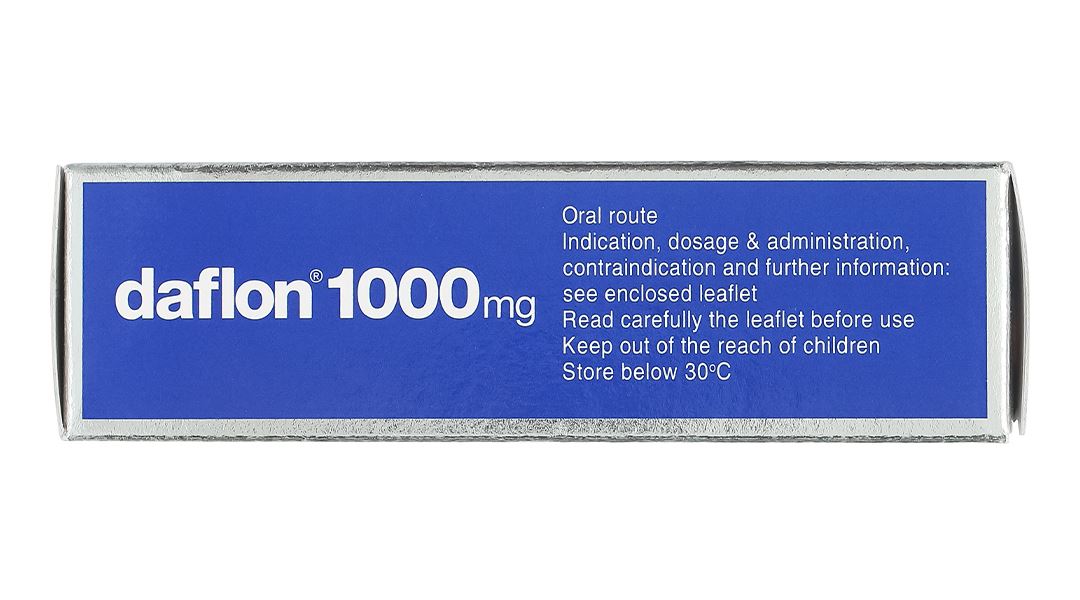 daflon® 1000mg
Oral route
Indication, dosage & administration,
contraindication and further information:
see enclosed leaflet
Read carefully the leaflet before use
Keep out of the reach of children
Store below 30°C